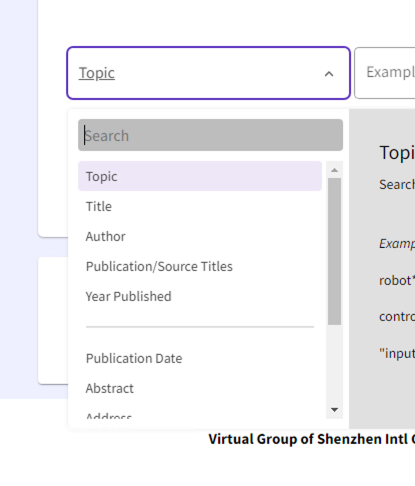 Topic
Exampl
Search
Topic
Title
Author
Publication/Source Titles
Year Published
Publication Date
Abstract
Address
Topi
Search
Examp
robot*
contro
"input
Virtual Group of Shenzhen Intl